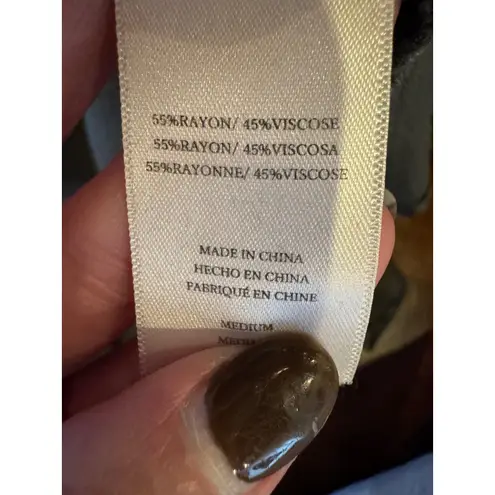 55%RAYON/ 45%VISCOSE
55%RAYON/ 45%VISCOSA
55%RAYONNE/ 45%VISCOSE
MADE IN CHINA
HECHO EN CHINA
FABRIQUÉ EN CHINE
MEDIUM